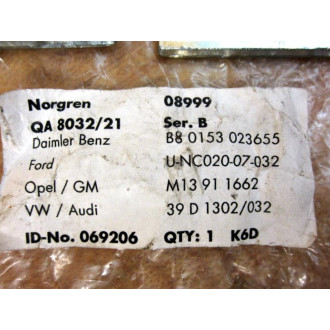 Norgren 08999
QA 8032/21 Ser. B
Daimler Benz B8 0153 023655
Ford U-NC020-07-032
Opel / GM M13 91 1662
VW / Audi 39 D 1302/032
ID-No. 069206 QTY: 1 K6D